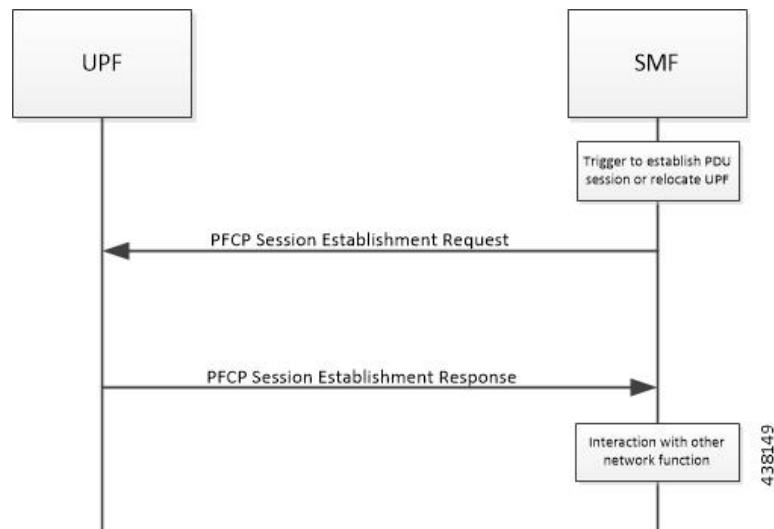 UPF
SMF
Trigger to establish PDU
session or relocate UPF
PFCP Session Establishment Request
PFCP Session Establishment Response
Interaction with other
network function
438149